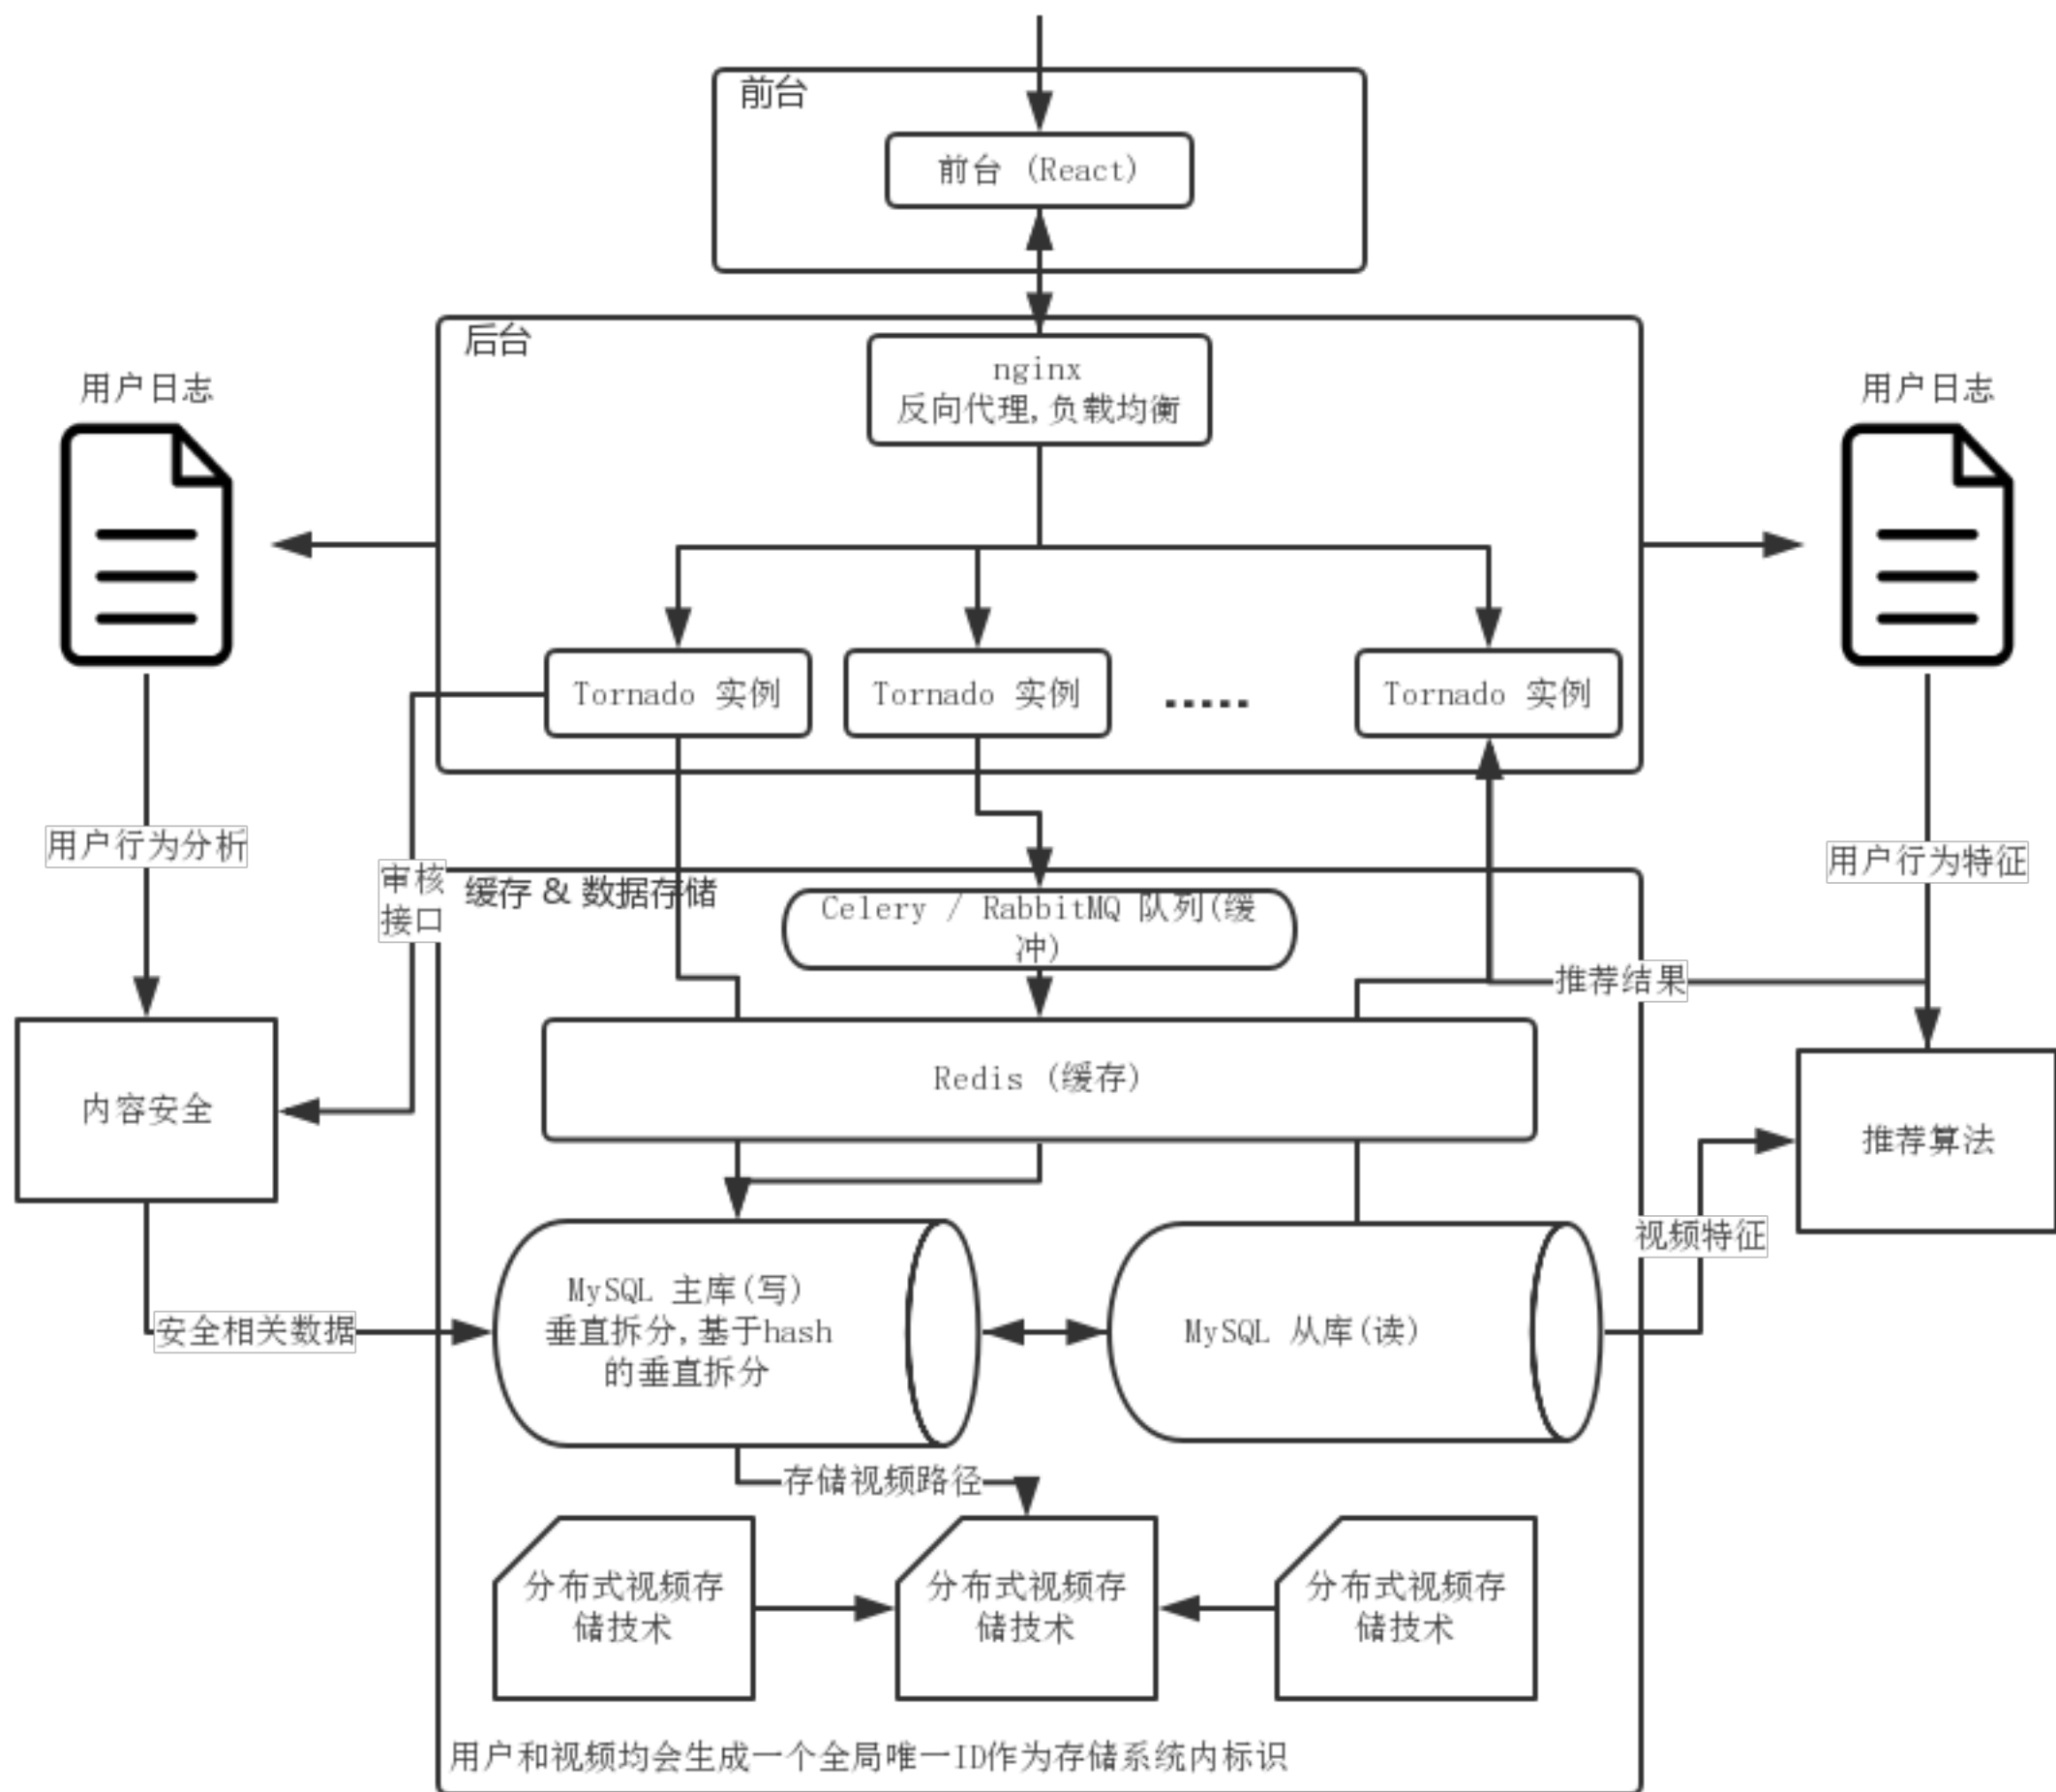 前台
前台 (React)
后台
nginx
反向代理,负载均衡
用户日志
用户日志
Tornado 实例
Tornado 实例
.....
Tornado 实例
用户行为分析
用户行为特征
审核
接口
缓存 & 数据存储
Celery / RabbitMQ 队列(缓
冲)
推荐结果
Redis (缓存)
内容安全
推荐算法
视频特征
MySQL 主库(写)
垂直拆分,基于hash
的垂直拆分
MySQL 从库(读)
安全相关数据
存储视频路径
分布式视频存
储技术
分布式视频存
储技术
分布式视频存
储技术
用户和视频均会生成一个全局唯一ID作为存储系统内标识